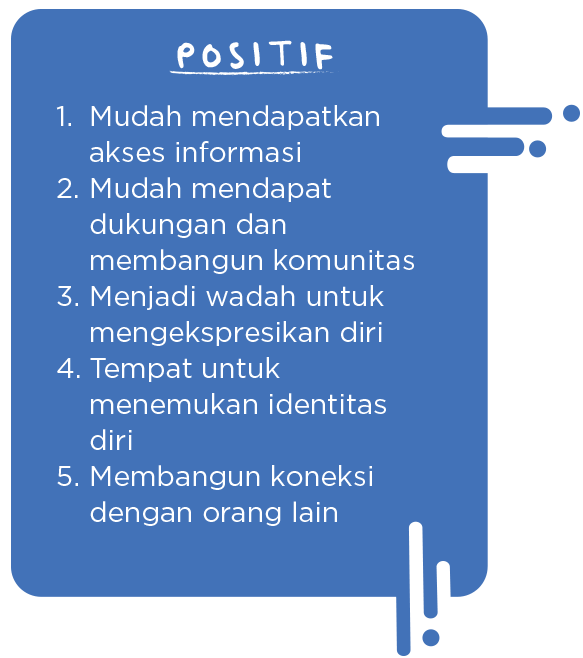 POSITIF
1. Mudah mendapatkan
akses informasi
2. Mudah mendapat
dukungan dan
membangun komunitas
3. Menjadi wadah untuk
mengekspresikan diri
4. Tempat untuk
menemukan identitas
diri
5. Membangun koneksi
dengan orang lain